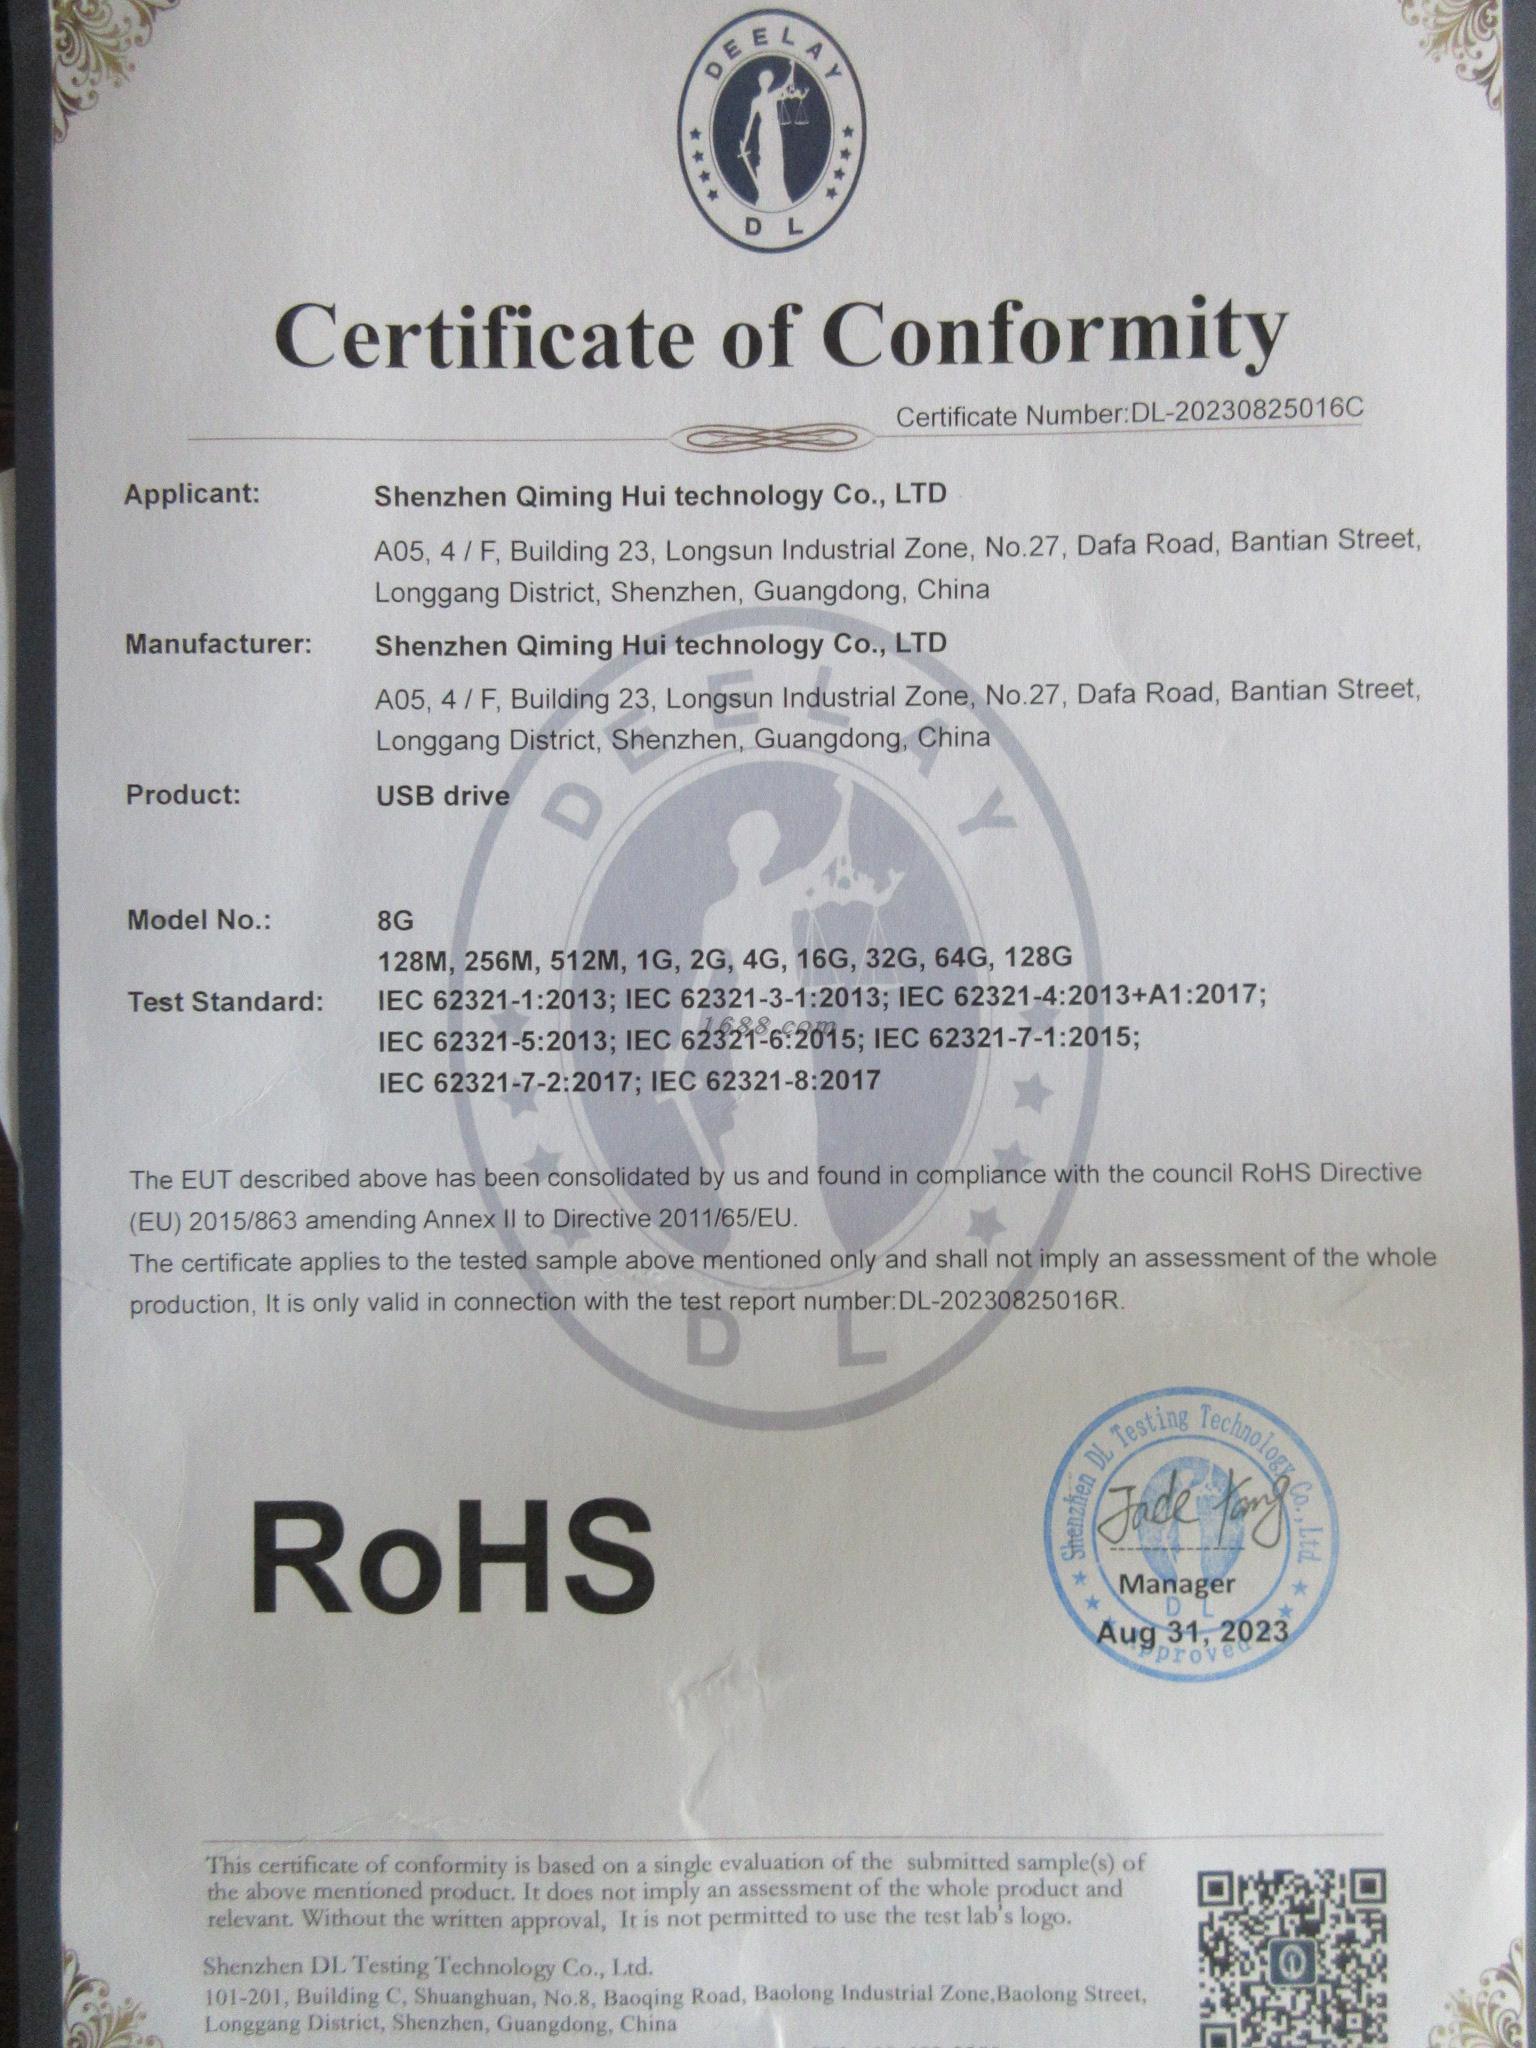 DEELAY
DL
Certificate of Conformity
Certificate Number:DL-20230825016C
Applicant: Shenzhen Qiming Hui technology Co., LTD
A05, 4 / F, Building 23, Longsun Industrial Zone, No.27, Dafa Road, Bantian Street,
Longgang District, Shenzhen, Guangdong, China
Manufacturer: Shenzhen Qiming Hui technology Co., LTD
A05, 4 / F, Building 23, Longsun Industrial Zone, No.27, Dafa Road, Bantian Street,
Longgang District, Shenzhen, Guangdong, China
Product: USB drive
Model No.: 8G
128M, 256M, 512M, 1G, 2G, 4G, 16G, 32G, 64G, 128G
Test Standard: IEC 62321-1:2013; IEC 62321-3-1:2013; IEC 62321-4:2013+A1:2017;
1688.com
IEC 62321-5:2013; IEC 62321-6:2015; IEC 62321-7-1:2015;
IEC 62321-7-2:2017; IEC 62321-8:2017
The EUT described above has been consolidated by us and found in compliance with the council RoHS Directive
(EU) 2015/863 amending Annex II to Directive 2011/65/EU.
The certificate applies to the tested sample above mentioned only and shall not imply an assessment of the whole
production, It is only valid in connection with the test report number:DL-20230825016R.
DEELAY
DL
RoHS
Shenzhen DL Testing Technology Co.,Ltd
Jade Yang
Manager
DL
Aug 31, 2023
Approved
This certificate of conformity is based on a single evaluation of the submitted sample(s) of
the above mentioned product. It does not imply an assessment of the whole product and
relevant. Without the written approval, It is not permitted to use the test lab's logo.
Shenzhen DL Testing Technology Co., Ltd.
101-201, Building C, Shuanghuan, No.8, Baoqing Road, Baolong Industrial Zone,Baolong Street,
Longgang District, Shenzhen, Guangdong, China